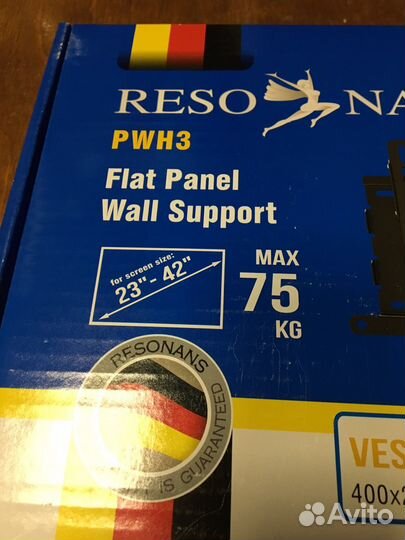 RESO NA
PWH3
Flat Panel
Wall Support
for screen size:
23" - 42"
MAX
75
KG
RESONANS
IS GUARANTEED
VES
400x2
Avito